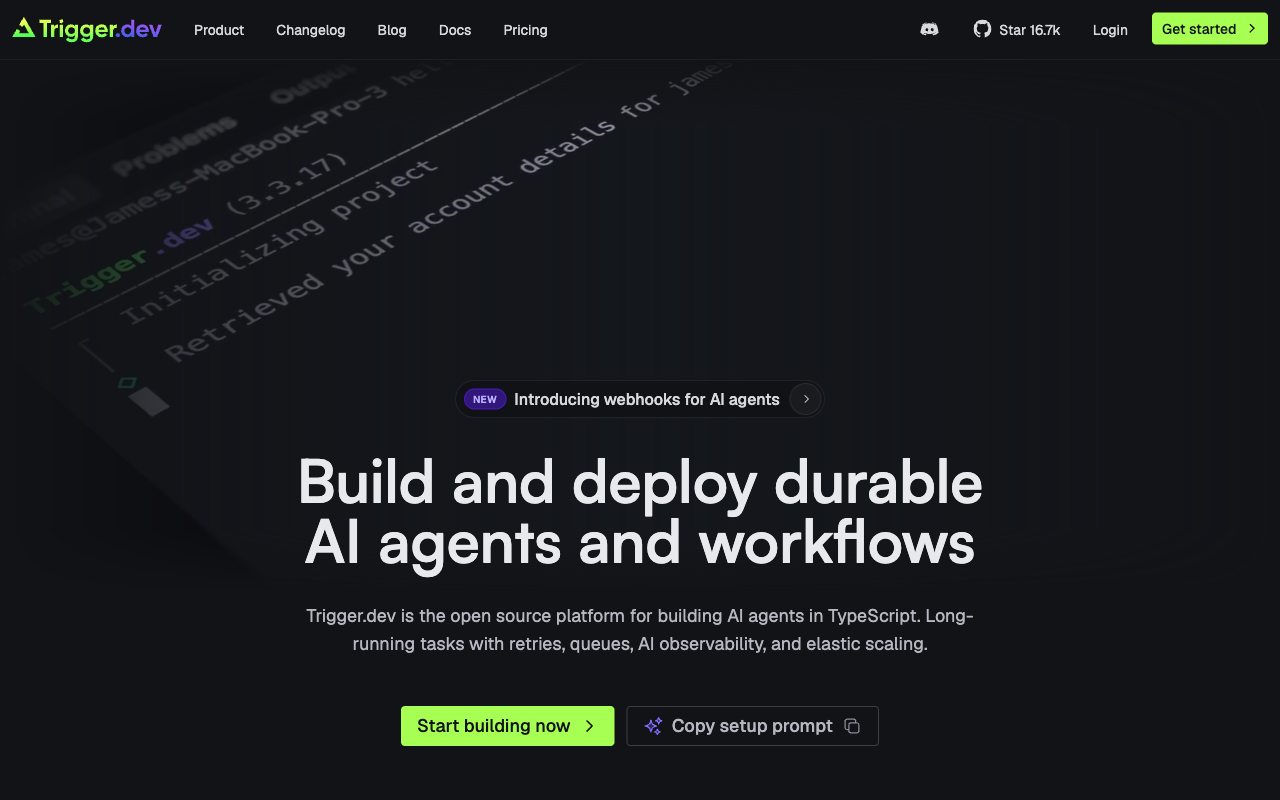 Trigger.dev
Product
Changelog
Blog
Docs
Pricing
Star 16.7k
Login
Get started
Problems
Output
James@Jamess-MacBook-Pro-3
Trigger.dev (3.3.17)
Initializing project
Retrieved your account details for james
NEW
Introducing webhooks for AI agents
Build and deploy durable
AI agents and workflows
Trigger.dev is the open source platform for building AI agents in TypeScript. Long-
running tasks with retries, queues, AI observability, and elastic scaling.
Start building now
Copy setup prompt